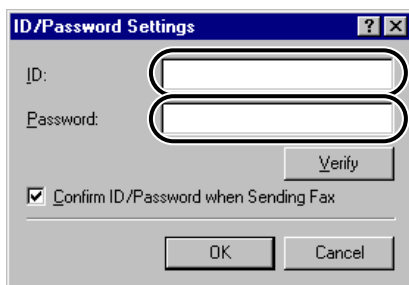 ID/Password Settings
ID:
Password:
Verify
Confirm ID/Password when Sending Fax
OK Cancel